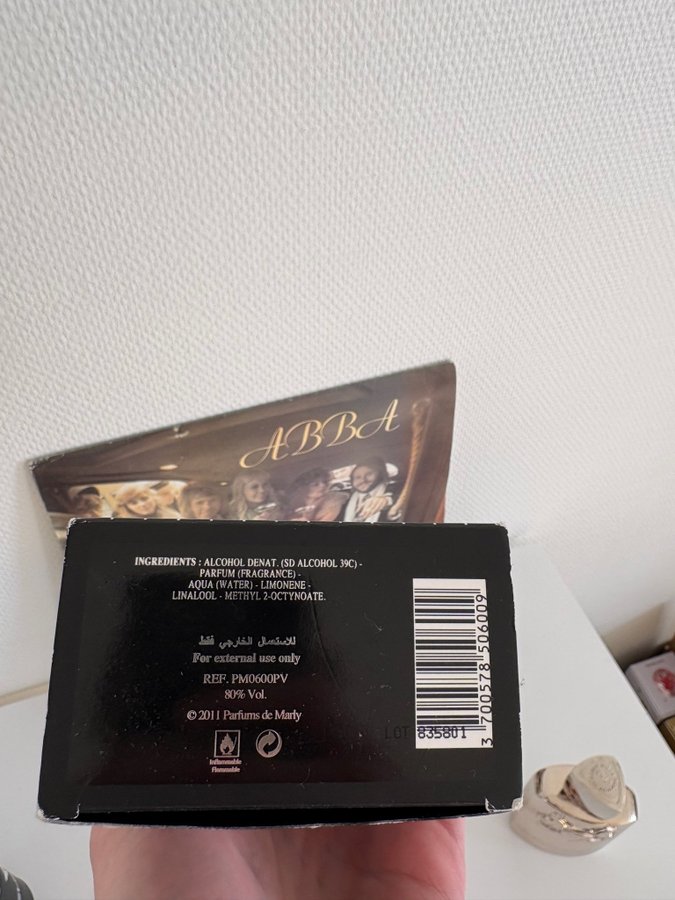 ABBA
INGREDIENTS : ALCOHOL DENAT. (SD ALCOHOL 39C) -
PARFUM (FRAGRANCE) -
AQUA (WATER) - LIMONENE -
LINALOOL - METHYL 2-OCTYNOATE.
للاستعمال الخارجي فقط
For external use only
REF. PM0600PV
80% Vol.
© 2011 Parfums de Marly
Inflammable
Flammable
LOT 835801
3 700578 506009